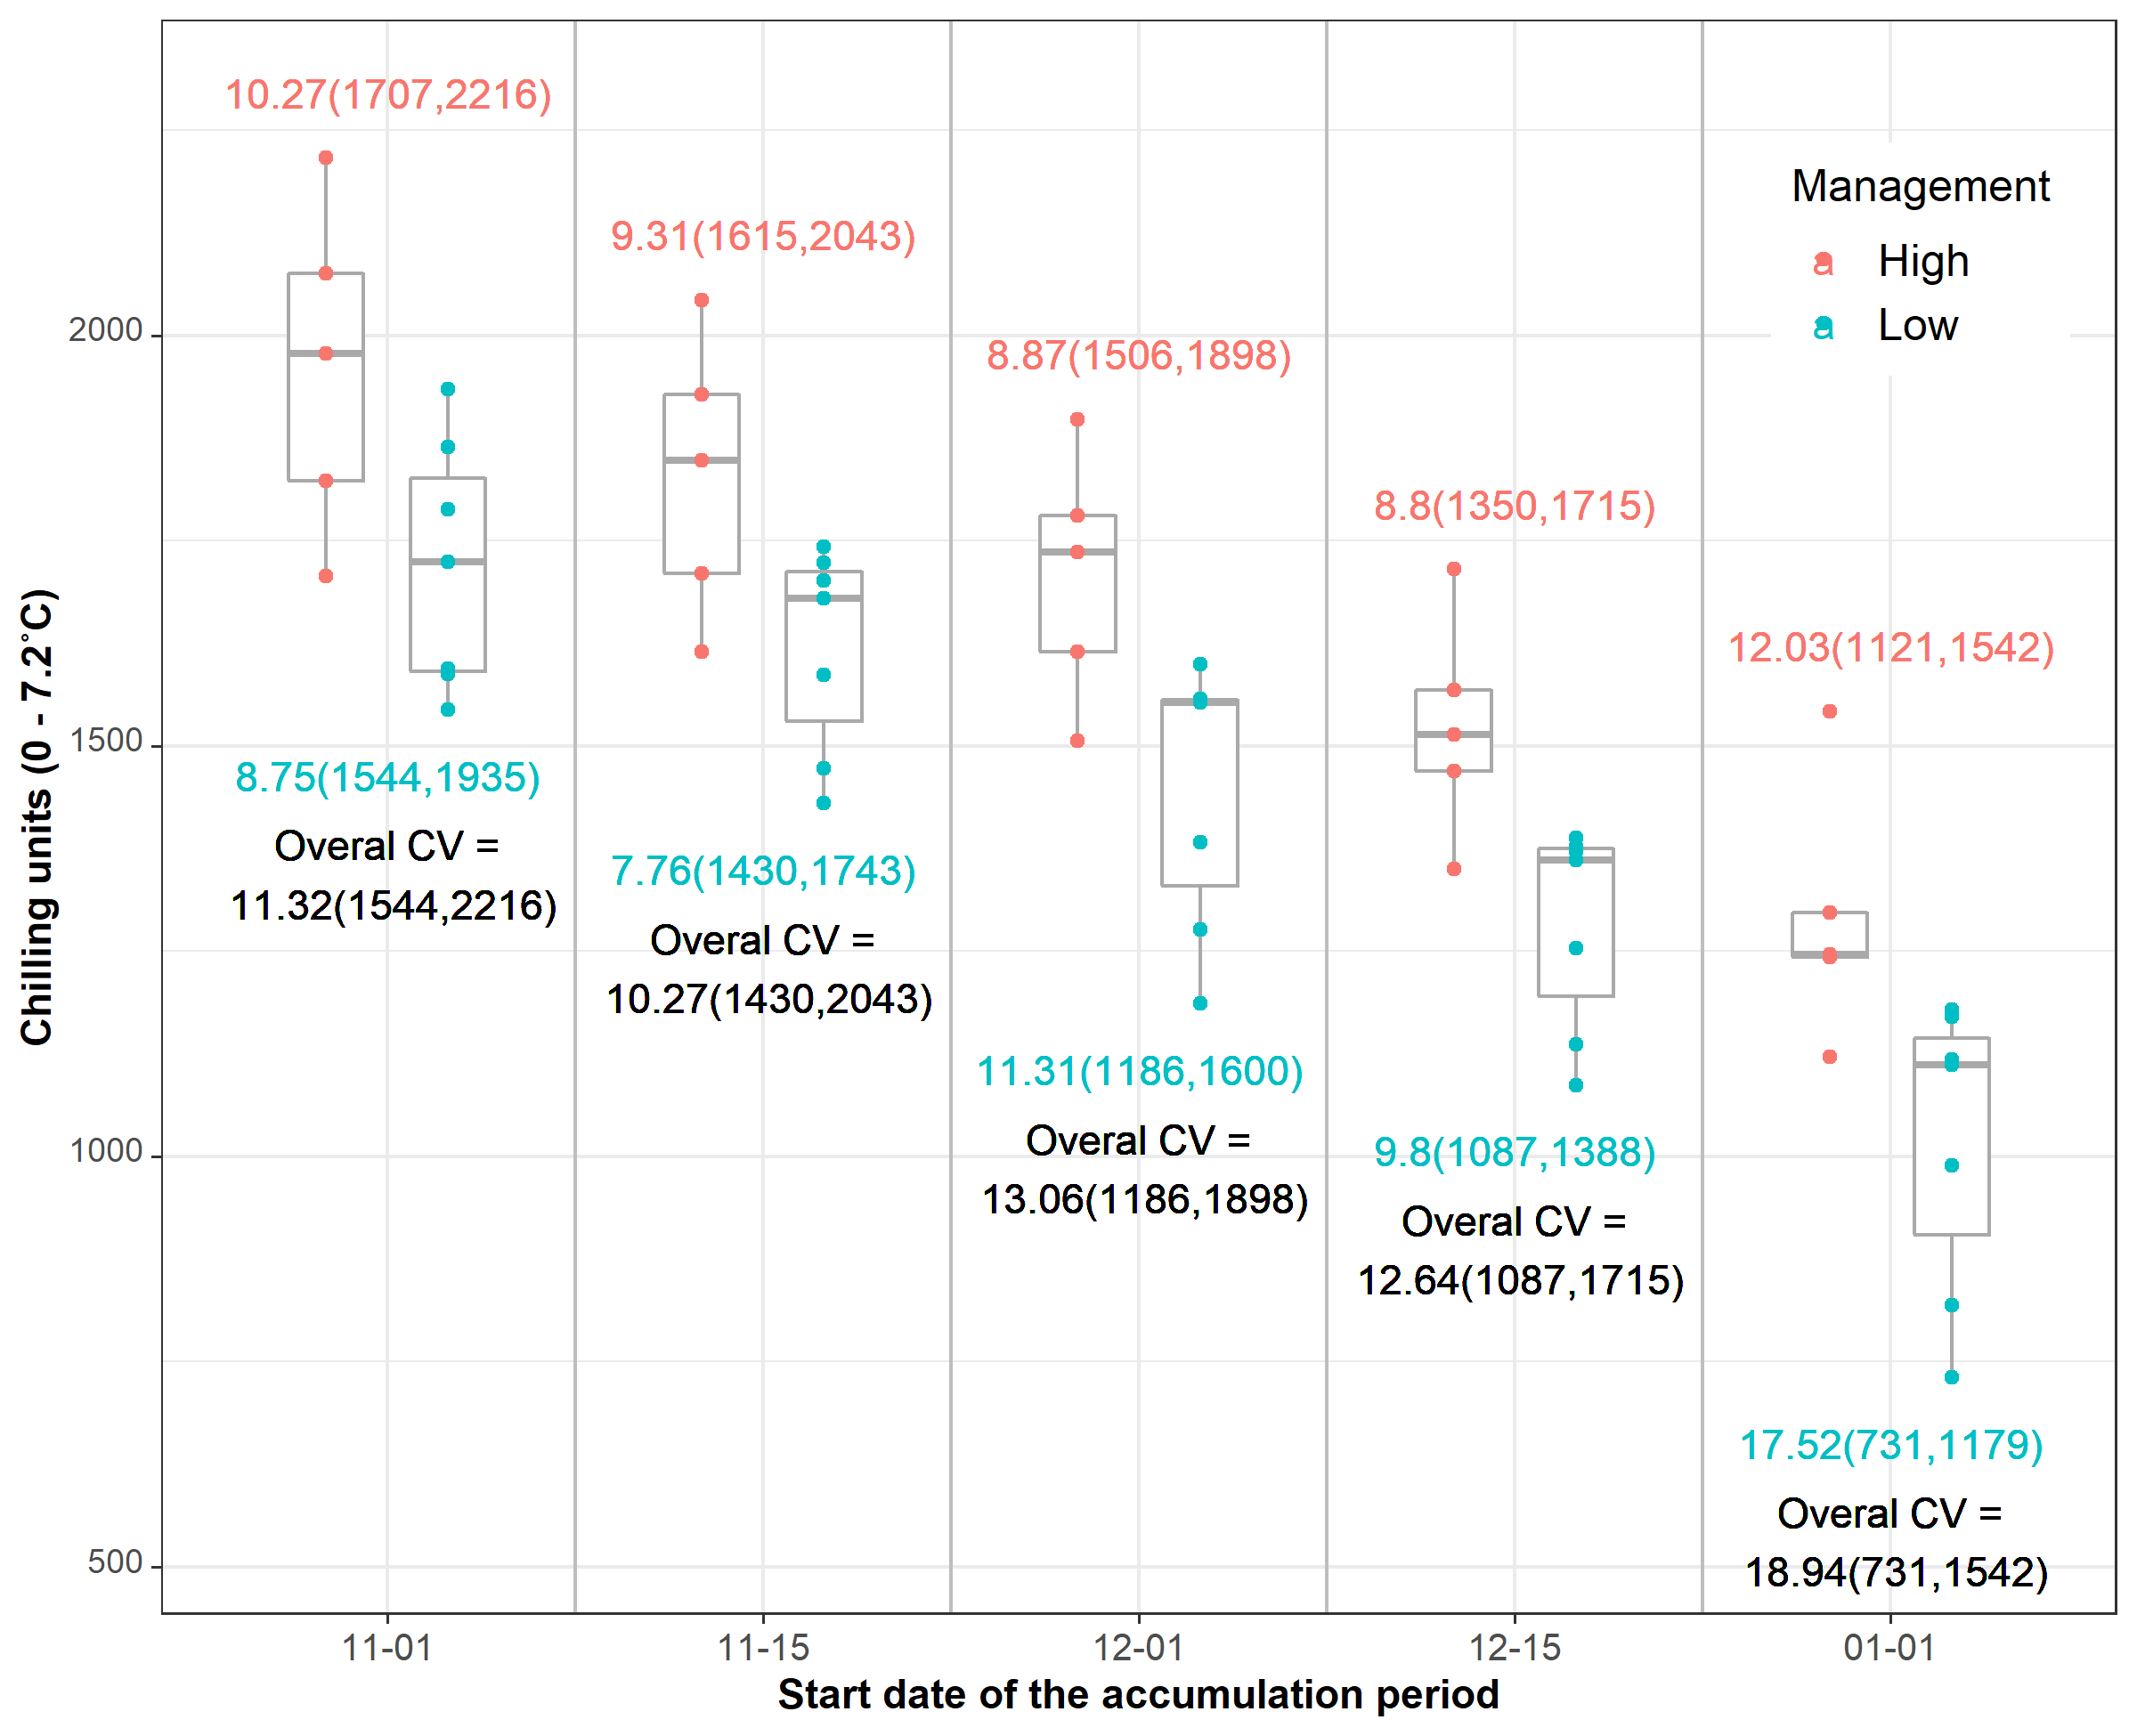 10.27(1707,2216)
9.31(1615,2043)
8.87(1506,1898)
8.8(1350,1715)
12.03(1121,1542)
Management
a High
a Low
2000
1500
1000
500
Chilling units (0 - 7.2°C)
8.75(1544,1935)
Overal CV =
11.32(1544,2216)
7.76(1430,1743)
Overal CV =
10.27(1430,2043)
11.31(1186,1600)
Overal CV =
13.06(1186,1898)
9.8(1087,1388)
Overal CV =
12.64(1087,1715)
17.52(731,1179)
Overal CV =
18.94(731,1542)
11-01
11-15
12-01
12-15
01-01
Start date of the accumulation period